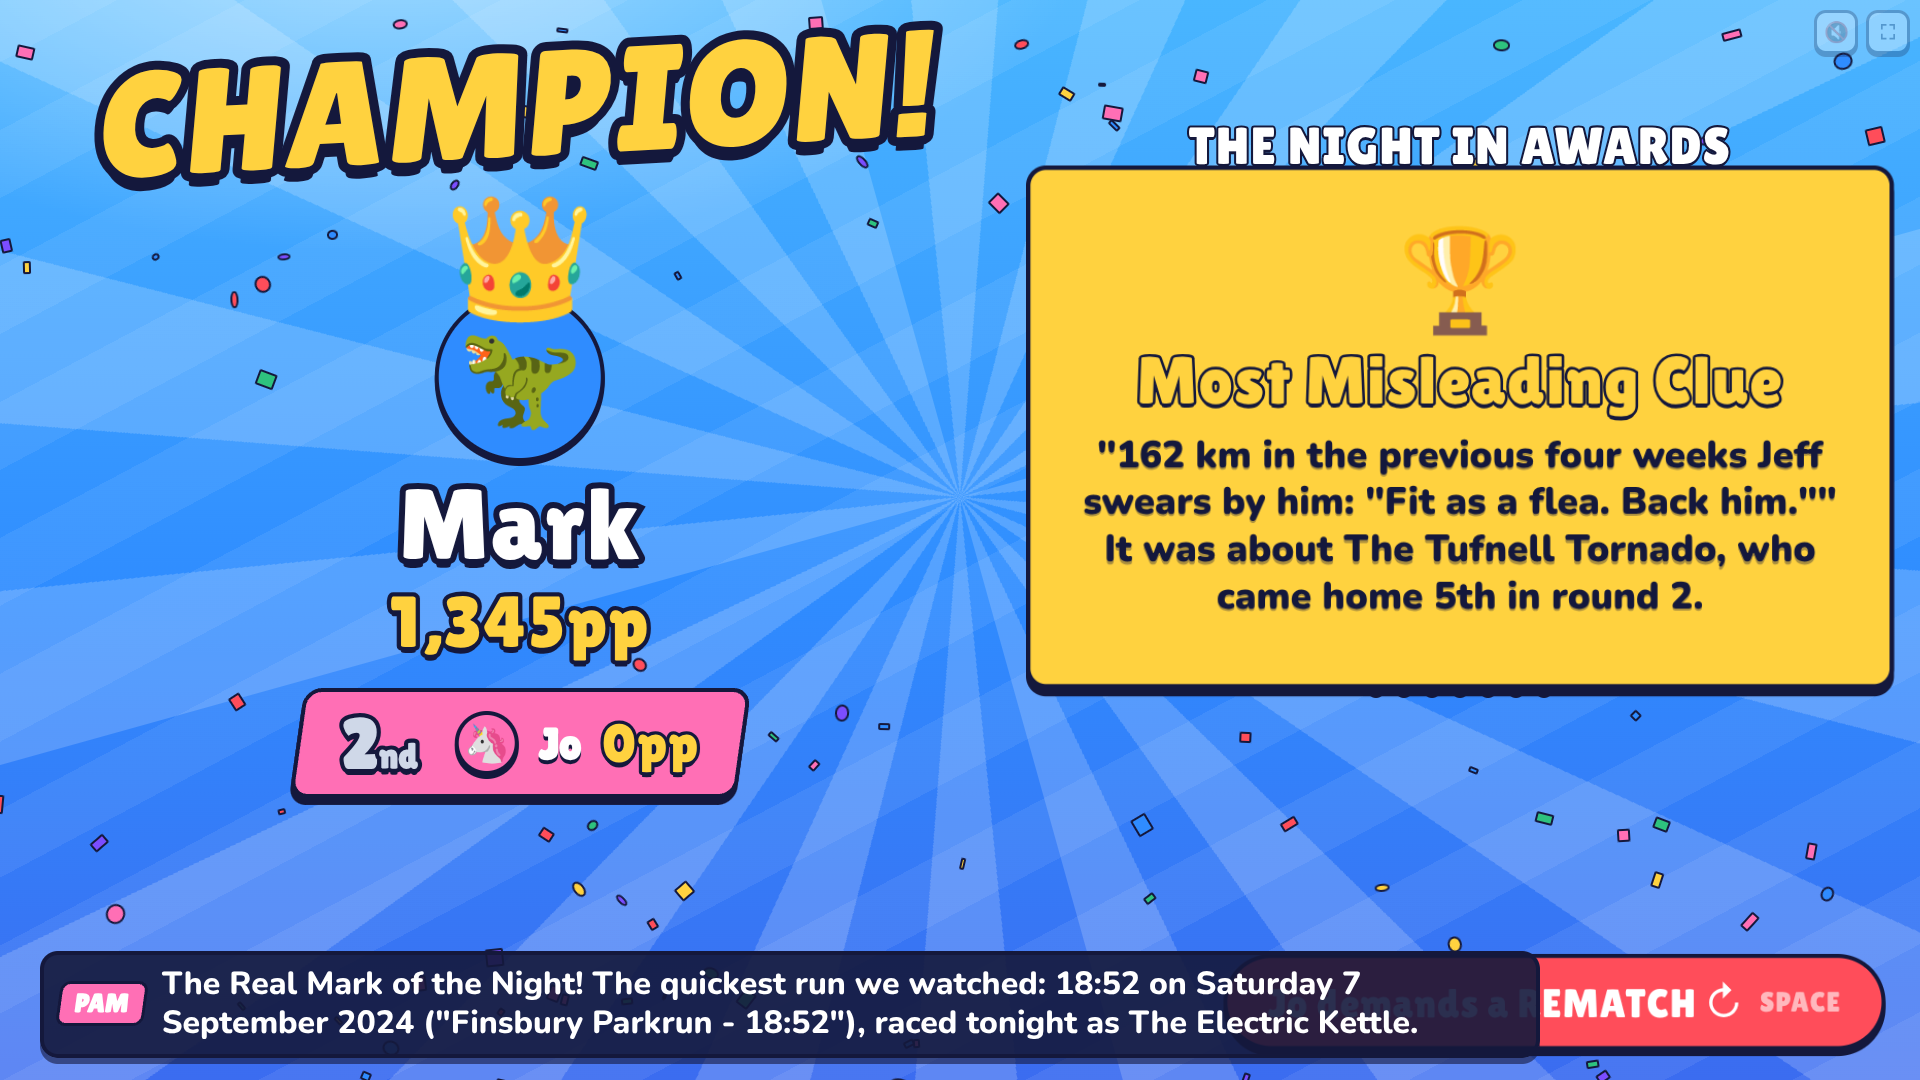 CHAMPION!
THE NIGHT IN AWARDS
Most Misleading Clue
"162 km in the previous four weeks Jeff
swears by him: "Fit as a flea. Back him.""
It was about The Tufnell Tornado, who
came home 5th in round 2.
Mark
1,345pp
2nd Jo 0pp
PAM
The Real Mark of the Night! The quickest run we watched: 18:52 on Saturday 7
September 2024 ("Finsbury Parkrun - 18:52"), raced tonight as The Electric Kettle.
Jo demands a REMATCH SPACE